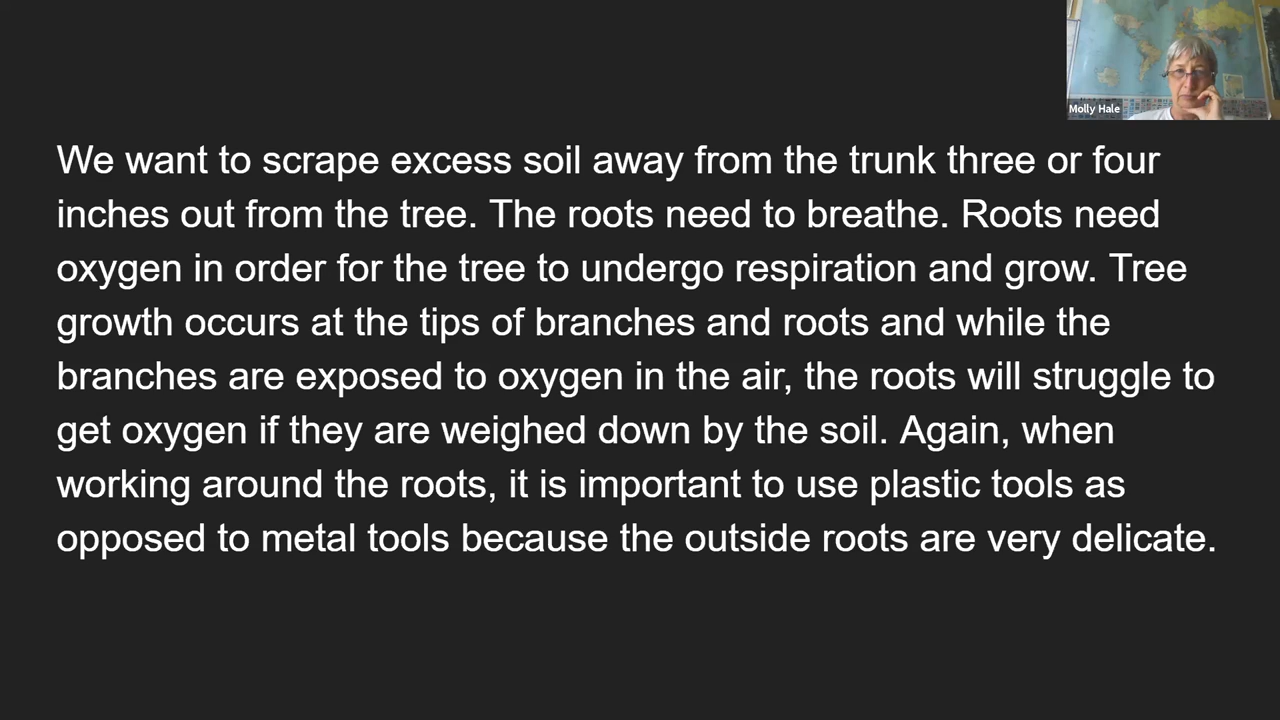 Molly Hale
We want to scrape excess soil away from the trunk three or four
inches out from the tree. The roots need to breathe. Roots need
oxygen in order for the tree to undergo respiration and grow. Tree
growth occurs at the tips of branches and roots and while the
branches are exposed to oxygen in the air, the roots will struggle to
get oxygen if they are weighed down by the soil. Again, when
working around the roots, it is important to use plastic tools as
opposed to metal tools because the outside roots are very delicate.